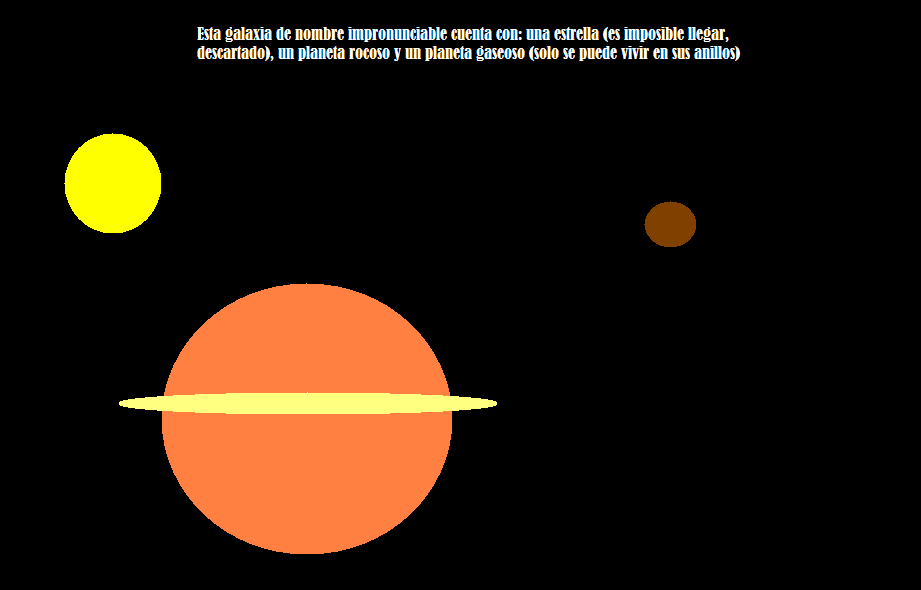 Esta galaxia de nombre impronunciable cuenta con: una estrella (es imposible llegar,
descartado), un planeta rocoso y un planeta gaseoso (solo se puede vivir en sus anillos)